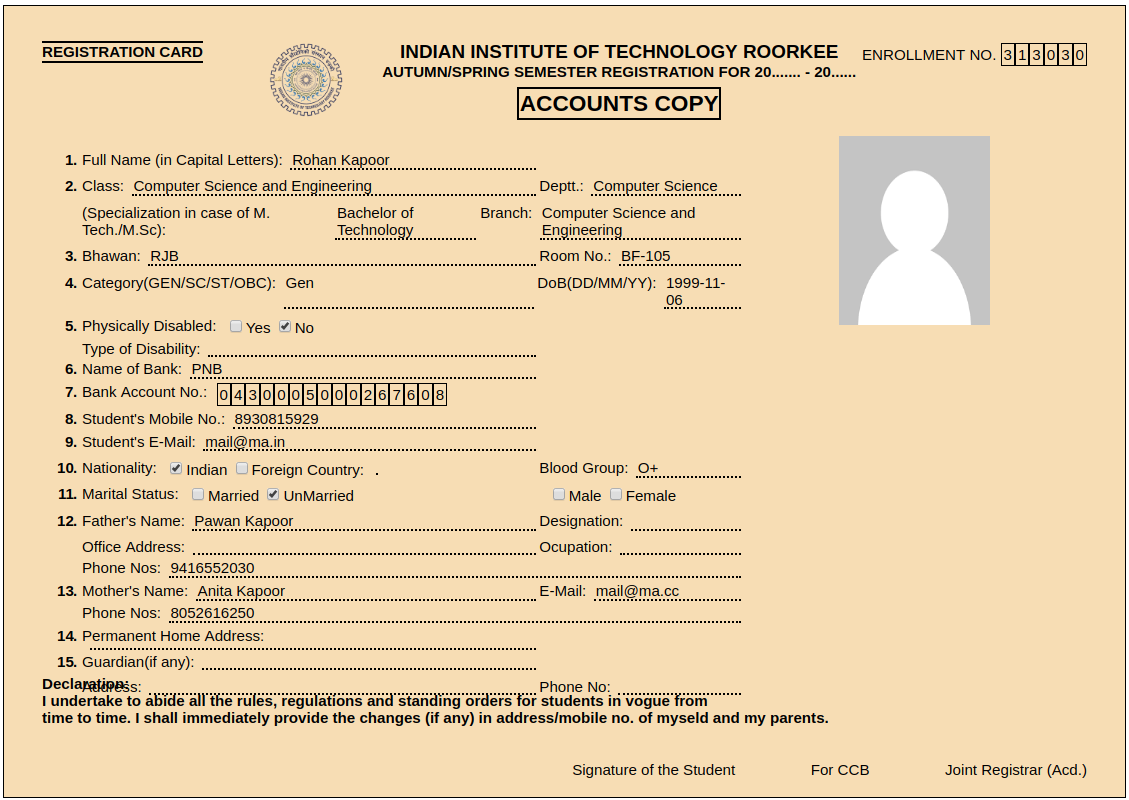 REGISTRATION CARD
INDIAN INSTITUTE OF TECHNOLOGY ROORKEE
ENROLLMENT NO. 3 1 3 0 3 0
AUTUMN/SPRING SEMESTER REGISTRATION FOR 20....... - 20......
ACCOUNTS COPY
1. Full Name (in Capital Letters): Rohan Kapoor
2. Class: Computer Science and Engineering Deptt.: Computer Science
(Specialization in case of M. Tech./M.Sc): Bachelor of Technology Branch: Computer Science and Engineering
3. Bhawan: RJB Room No.: BF-105
4. Category(GEN/SC/ST/OBC): Gen DoB(DD/MM/YY): 1999-11-06
5. Physically Disabled: Yes No
Type of Disability:
6. Name of Bank: PNB
7. Bank Account No.: 0 4 3 0 0 0 5 0 0 0 2 6 7 6 0 8
8. Student's Mobile No.: 8930815929
9. Student's E-Mail: mail@ma.in
10. Nationality: Indian Foreign Country: . Blood Group: O+
11. Marital Status: Married UnMarried Male Female
12. Father's Name: Pawan Kapoor Designation:
Office Address: Ocupation:
Phone Nos: 9416552030
13. Mother's Name: Anita Kapoor E-Mail: mail@ma.cc
Phone Nos: 8052616250
14. Permanent Home Address:
15. Guardian(if any):
Address: Phone No:
Declaration:
I undertake to abide all the rules, regulations and standing orders for students in vogue from
time to time. I shall immediately provide the changes (if any) in address/mobile no. of myseld and my parents.
Signature of the Student For CCB Joint Registrar (Acd.)